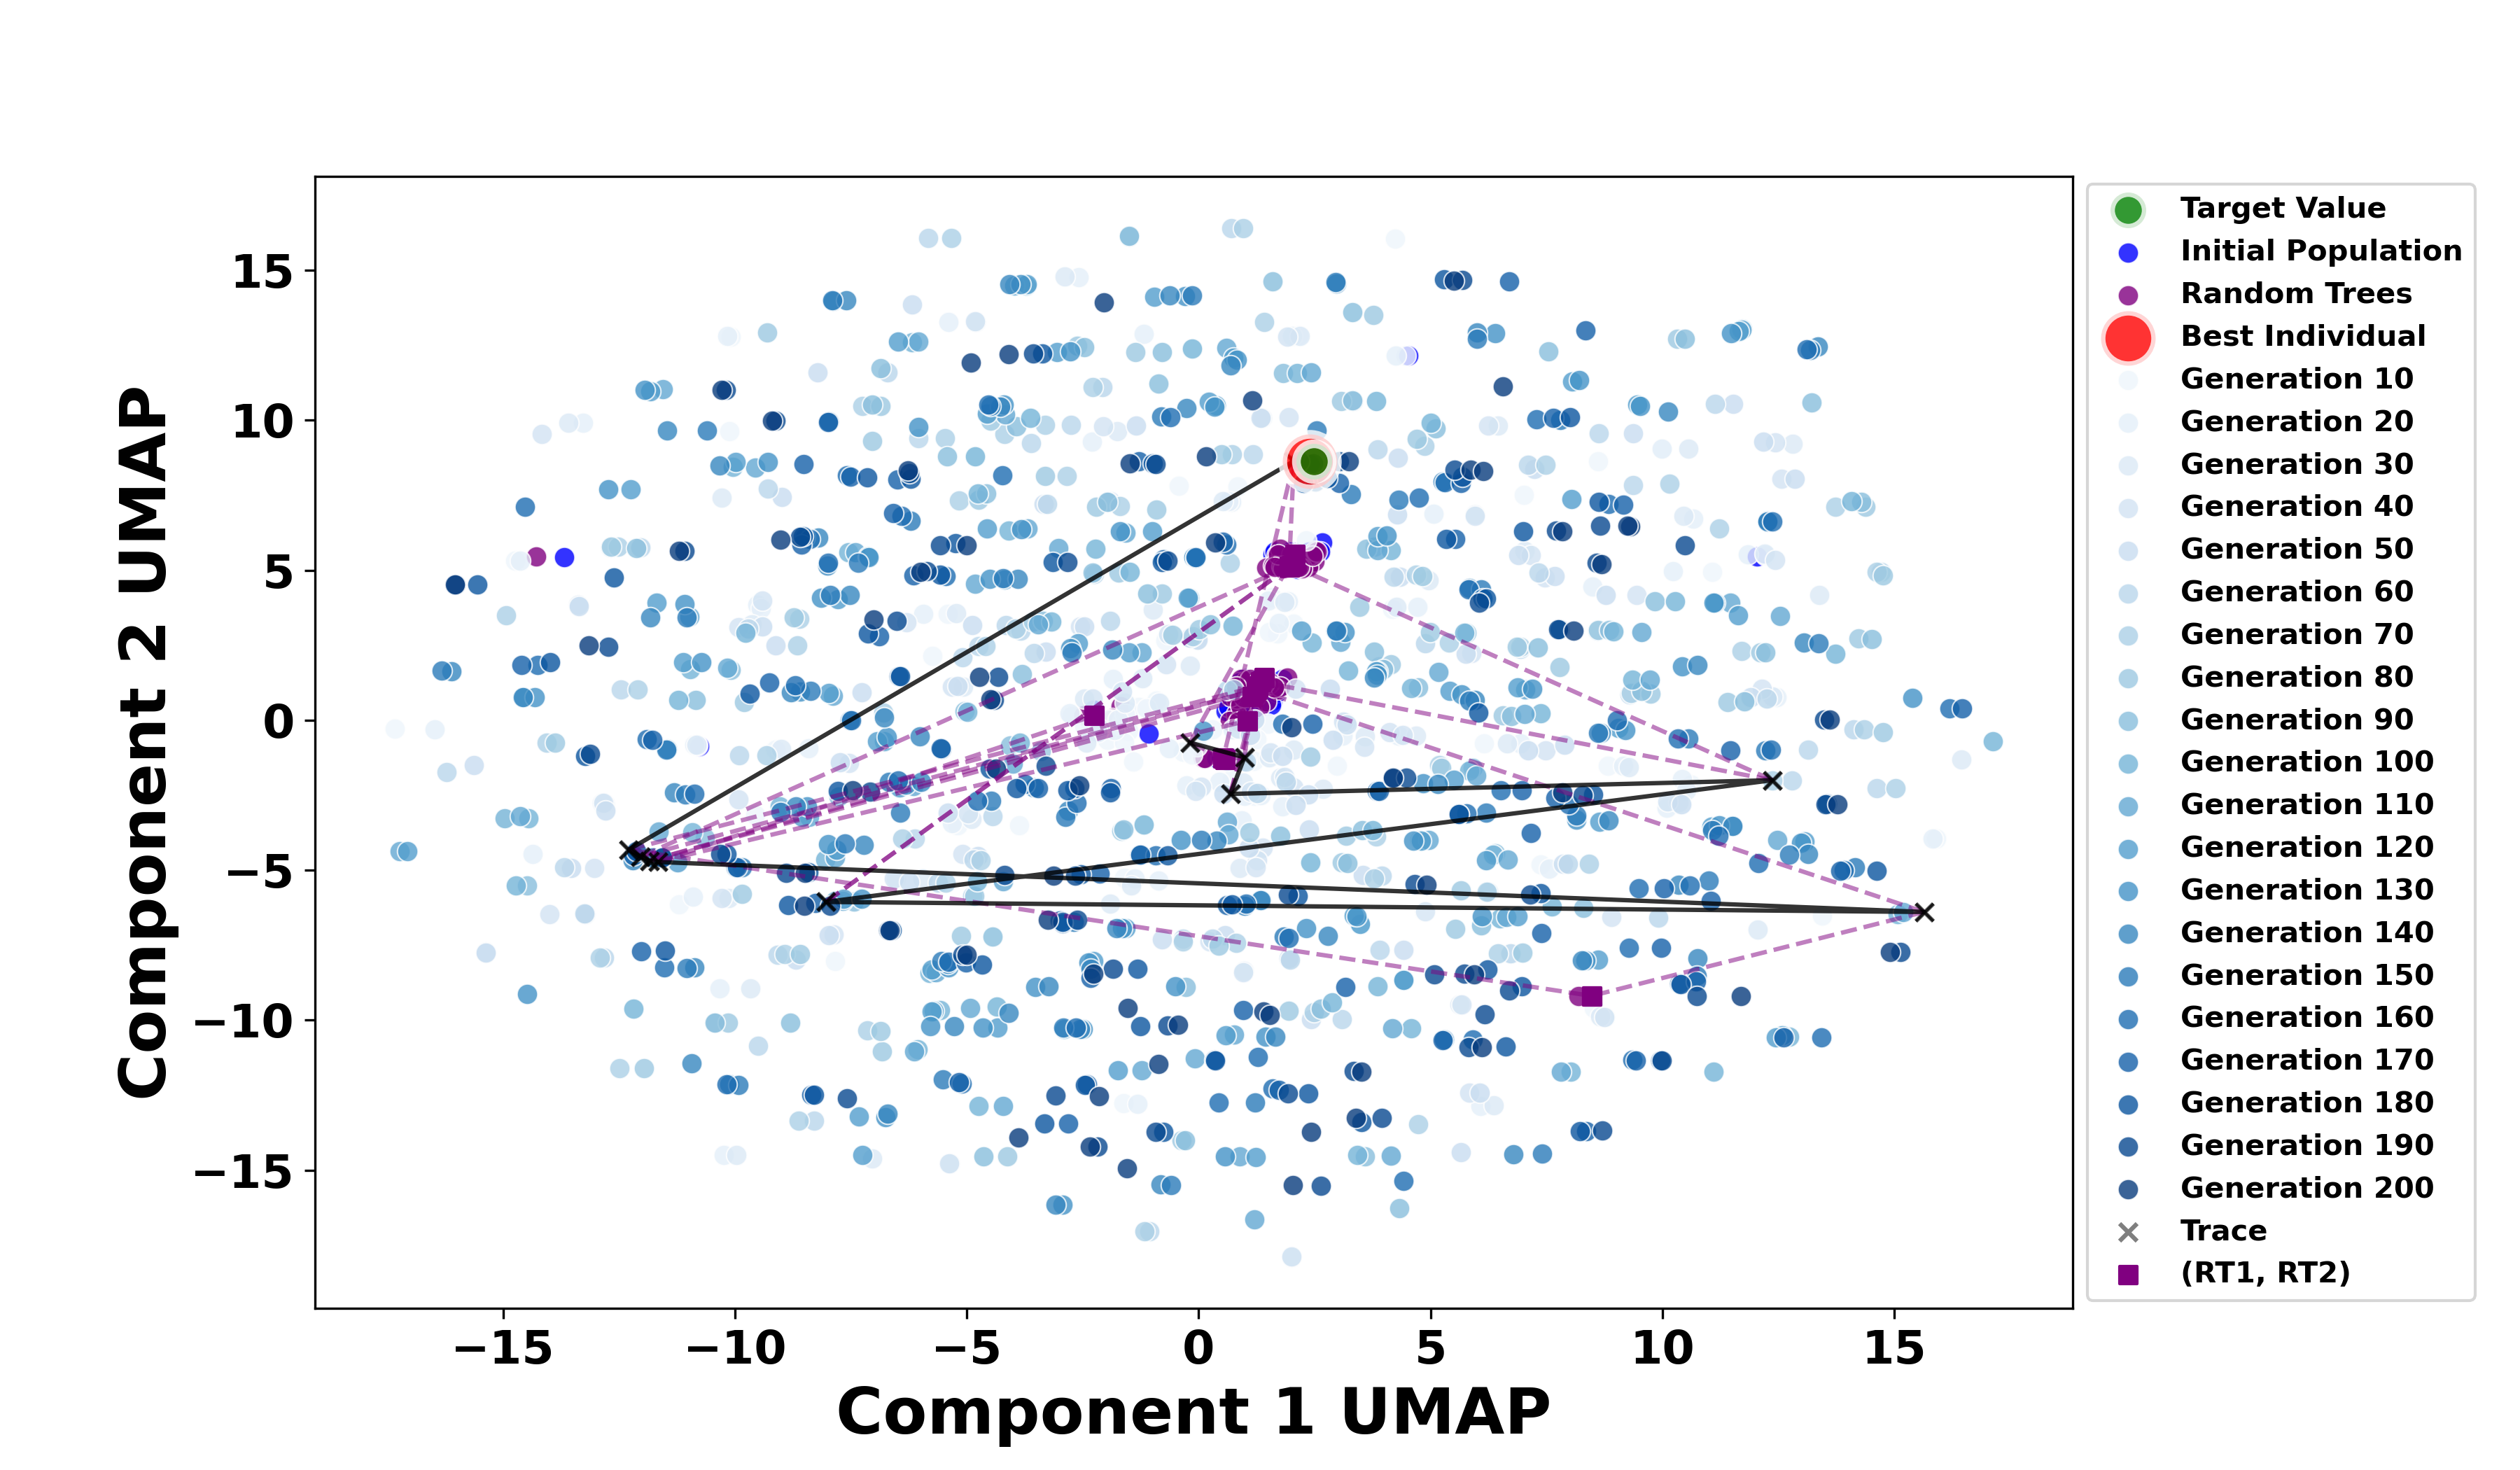 Component 2 UMAP
15
10
5
0
−5
−10
−15
−15
−10
−5
0
5
10
15
Component 1 UMAP
Target Value
Initial Population
Random Trees
Best Individual
Generation 10
Generation 20
Generation 30
Generation 40
Generation 50
Generation 60
Generation 70
Generation 80
Generation 90
Generation 100
Generation 110
Generation 120
Generation 130
Generation 140
Generation 150
Generation 160
Generation 170
Generation 180
Generation 190
Generation 200
Trace
(RT1, RT2)